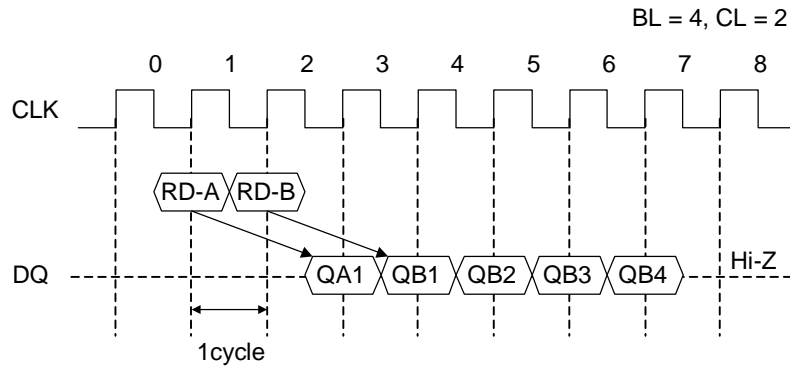 BL = 4, CL = 2
0 1 2 3 4 5 6 7 8
CLK
RD-A RD-B
DQ QA1 QB1 QB2 QB3 QB4 Hi-Z
1cycle